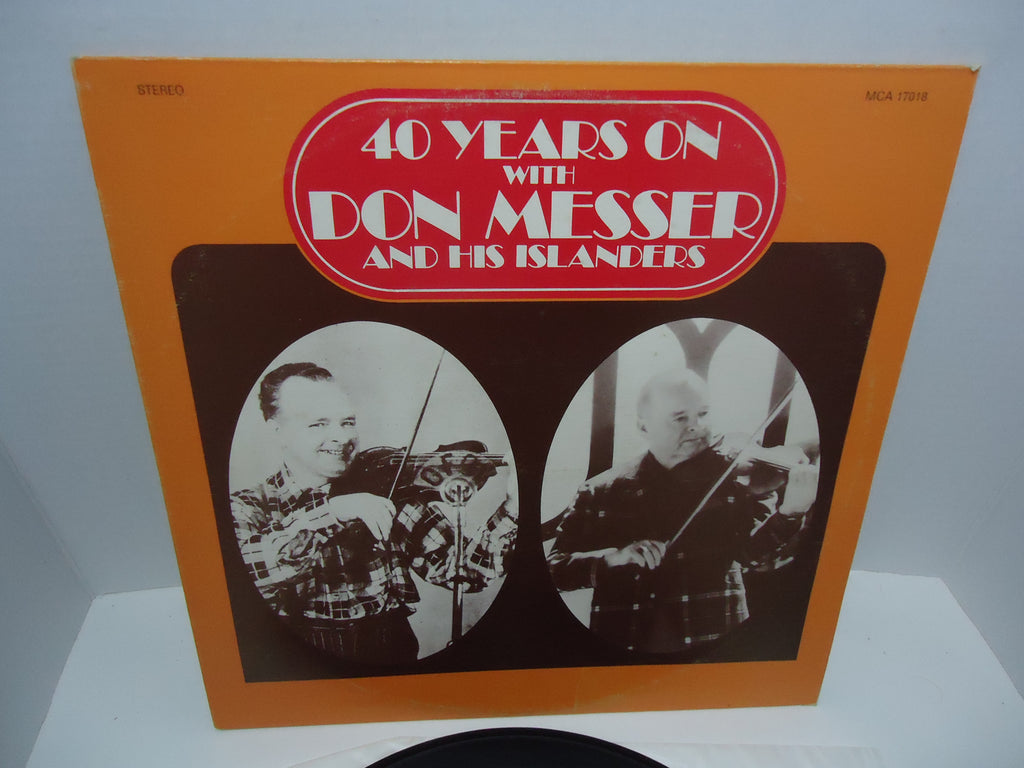 STEREO
MCA 17018
40 YEARS ON
WITH
DON MESSER
AND HIS ISLANDERS